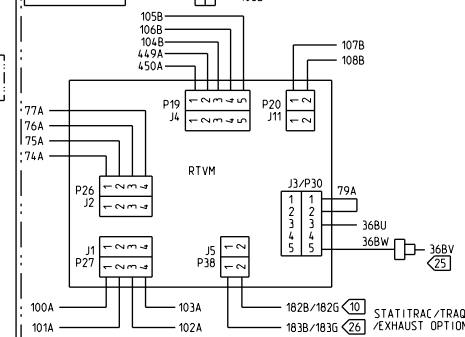 105B
106B
104B
449A
450A
107B
108B
P19 1 2 3 4 5
J4 1 2 3 4 5
P20 1 2
J11 1 2
77A
76A
75A
74A
RTVM
P26 1 2 3 4
J2 1 2 3 4
J3/P30
1 1
2 2
3 3
4 4
5 5
79A
36BU
36BW
36BV
25
J1 1 2 3 4
P27 1 2 3 4
J5 1 2
P38 1 2
100A
101A
103A
102A
182B/182G 10
183B/183G 26
STATITRAC/TRAQ
/EXHAUST OPTION